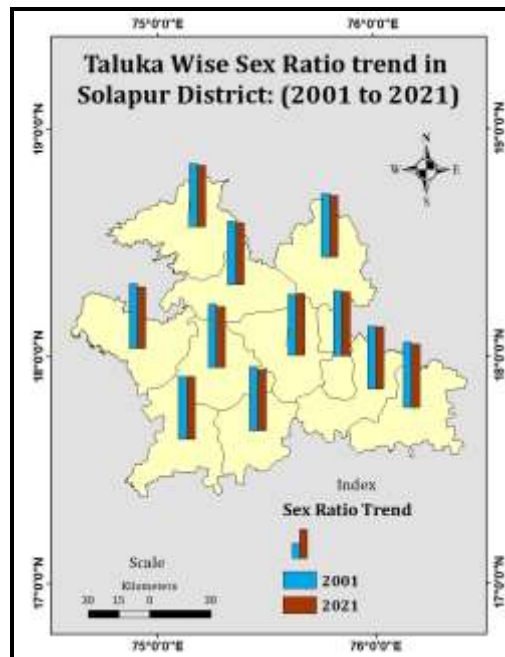 75°0'0"E 76°0'0"E
Taluka Wise Sex Ratio trend in
Solapur District: (2001 to 2021)
N
W E
S
19°0'0"N 19°0'0"N
18°0'0"N 18°0'0"N
17°0'0"N 17°0'0"N
Index
Sex Ratio Trend
2001
2021
Scale
Kilometers
30 15 0 30
75°0'0"E 76°0'0"E